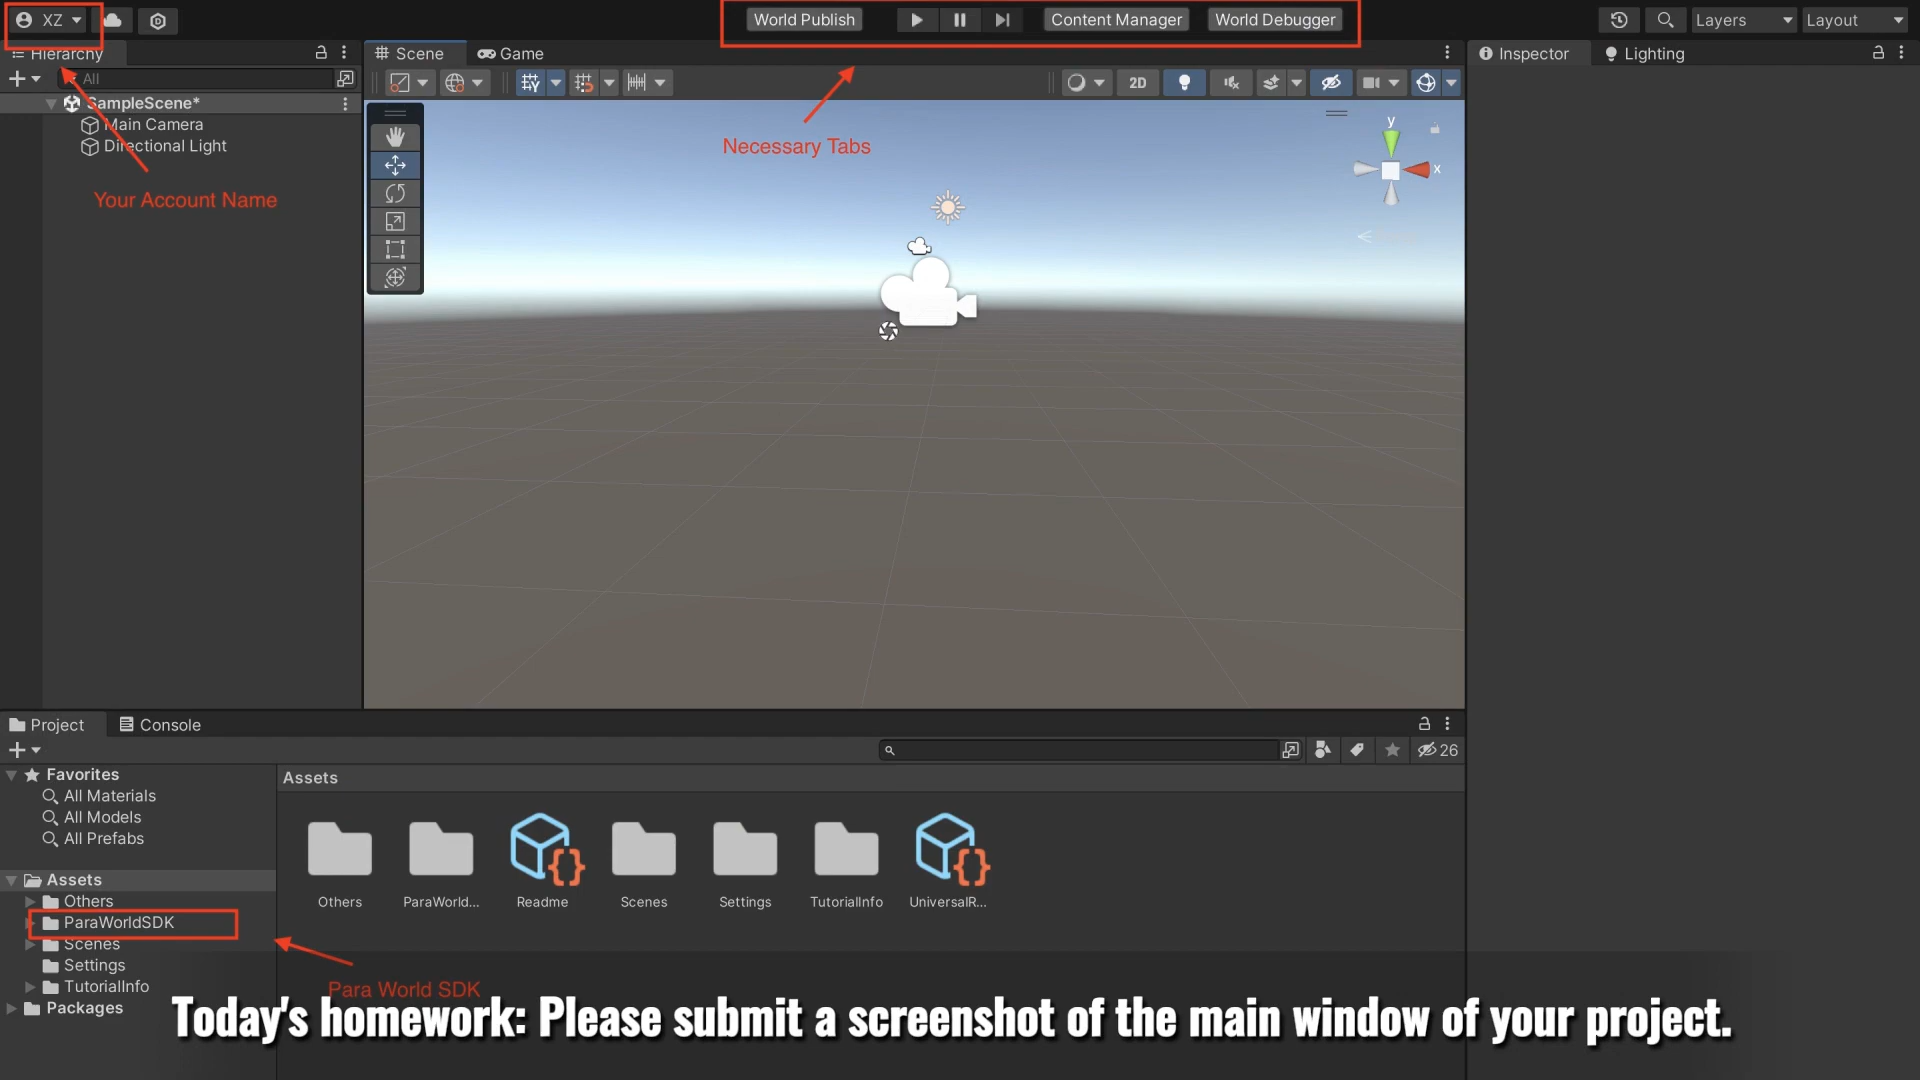 XZ
World Publish
Content Manager
World Debugger
Layers
Layout
Hierarchy
Scene
Game
Inspector
Lighting
All
2D
SampleScene*
Main Camera
Directional Light
Your Account Name
Necessary Tabs
y
x
Project
Console
26
Favorites
All Materials
All Models
All Prefabs
Assets
Others
ParaWorldSDK
Scenes
Settings
TutorialInfo
Packages
Assets
Others
ParaWorld...
Readme
Scenes
Settings
TutorialInfo
UniversalR...
Para World SDK
Today's homework: Please submit a screenshot of the main window of your project.